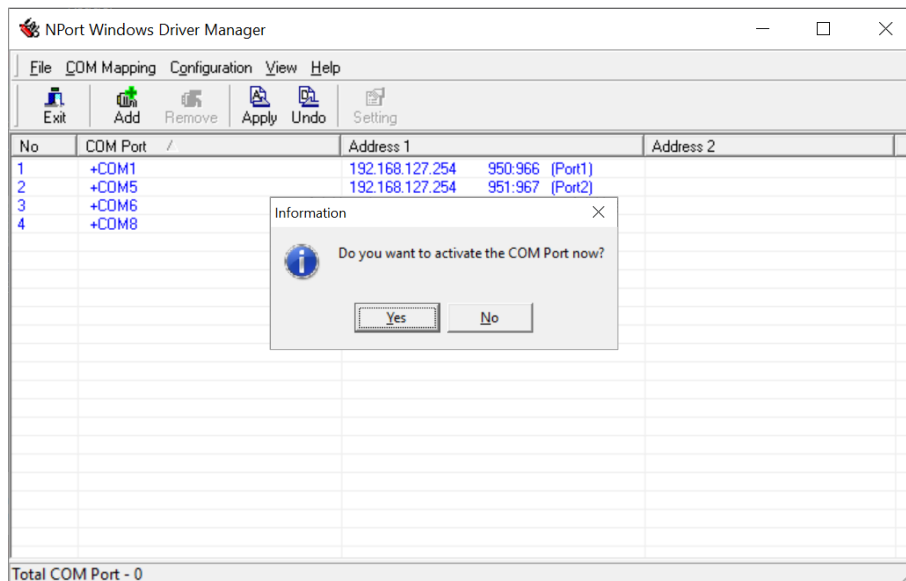 NPort Windows Driver Manager
File COM Mapping Configuration View Help
Exit Add Remove Apply Undo Setting
No COM Port Address 1 Address 2
1 +COM1 192.168.127.254 950:966 (Port1)
2 +COM5 192.168.127.254 951:967 (Port2)
3 +COM6
4 +COM8
Information
Do you want to activate the COM Port now?
Yes No
Total COM Port - 0